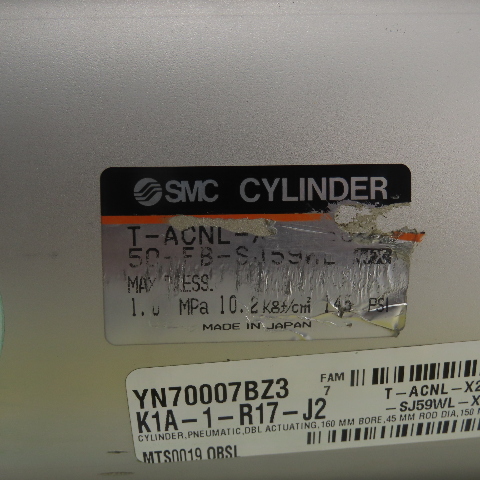 SMC CYLINDER
T-ACNL-X
50-FB-SJ59WL
MAX PRESS.
1.0 MPa 10.2 kgf/cm² 145 PSI
MADE IN JAPAN
YN70007BZ3 FAM 7 T-ACNL-X2
K1A-1-R17-J2 -SJ59WL-X
CYLINDER,PNEUMATIC,DBL ACTUATING,160 MM BORE,45 MM ROD DIA,150 M
MTS0019 OBSL